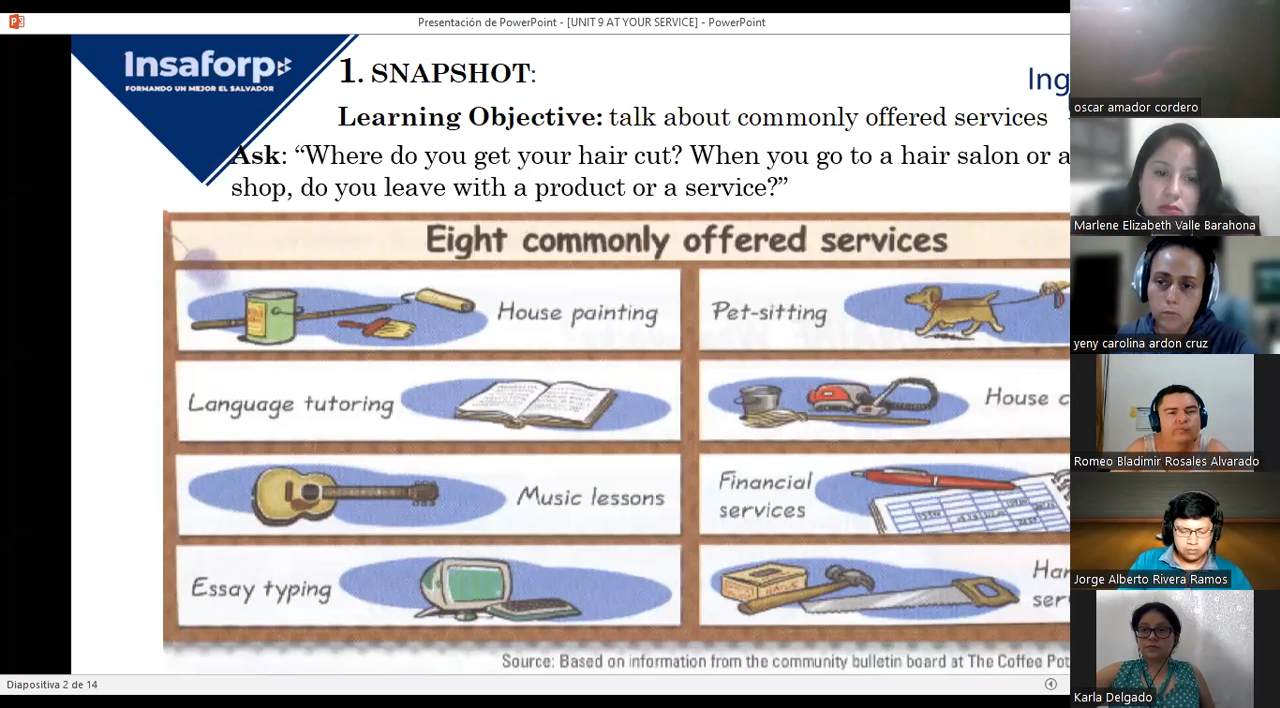 Presentación de PowerPoint - [UNIT 9 AT YOUR SERVICE] - PowerPoint
Insaforp
FORMANDO UN MEJOR EL SALVADOR
1. SNAPSHOT:
Ing
Learning Objective: talk about commonly offered services
Ask: “Where do you get your hair cut? When you go to a hair salon or a
shop, do you leave with a product or a service?”
Eight commonly offered services
House painting
Pet-sitting
Language tutoring
House c
Music lessons
Financial
services
Essay typing
Han
serv
Source: Based on information from the community bulletin board at The Coffee Pot
Diapositiva 2 de 14
oscar amador cordero
Marlene Elizabeth Valle Barahona
yeny carolina ardon cruz
Romeo Bladimir Rosales Alvarado
Jorge Alberto Rivera Ramos
Karla Delgado